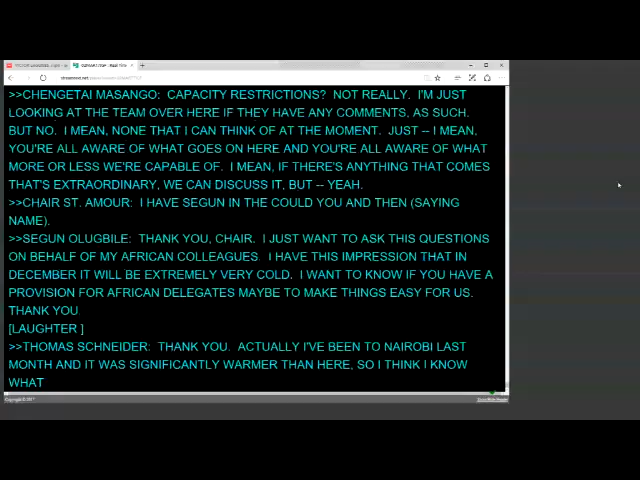 >>CHENGETAI MASANGO:  CAPACITY RESTRICTIONS?  NOT REALLY.  I'M JUST
LOOKING AT THE TEAM OVER HERE IF THEY HAVE ANY COMMENTS, AS SUCH.
BUT NO.  I MEAN, NONE THAT I CAN THINK OF AT THE MOMENT.  JUST -- I MEAN,
YOU'RE ALL AWARE OF WHAT GOES ON HERE AND YOU'RE ALL AWARE OF WHAT
MORE OR LESS WE'RE CAPABLE OF.  I MEAN, IF THERE'S ANYTHING THAT COMES
THAT'S EXTRAORDINARY, WE CAN DISCUSS IT, BUT -- YEAH.
>>CHAIR ST. AMOUR:  I HAVE SEGUN IN THE COULD YOU AND THEN (SAYING
NAME).
>>SEGUN OLUGBILE:  THANK YOU, CHAIR.  I JUST WANT TO ASK THIS QUESTIONS
ON BEHALF OF MY AFRICAN COLLEAGUES.  I HAVE THIS IMPRESSION THAT IN
DECEMBER IT WILL BE EXTREMELY VERY COLD.  I WANT TO KNOW IF YOU HAVE A
PROVISION FOR AFRICAN DELEGATES MAYBE TO MAKE THINGS EASY FOR US.
THANK YOU
[LAUGHTER ]
>>THOMAS SCHNEIDER:  THANK YOU.  ACTUALLY I'VE BEEN TO NAIROBI LAST
MONTH AND IT WAS SIGNIFICANTLY WARMER THAN HERE, SO I THINK I KNOW
WHAT